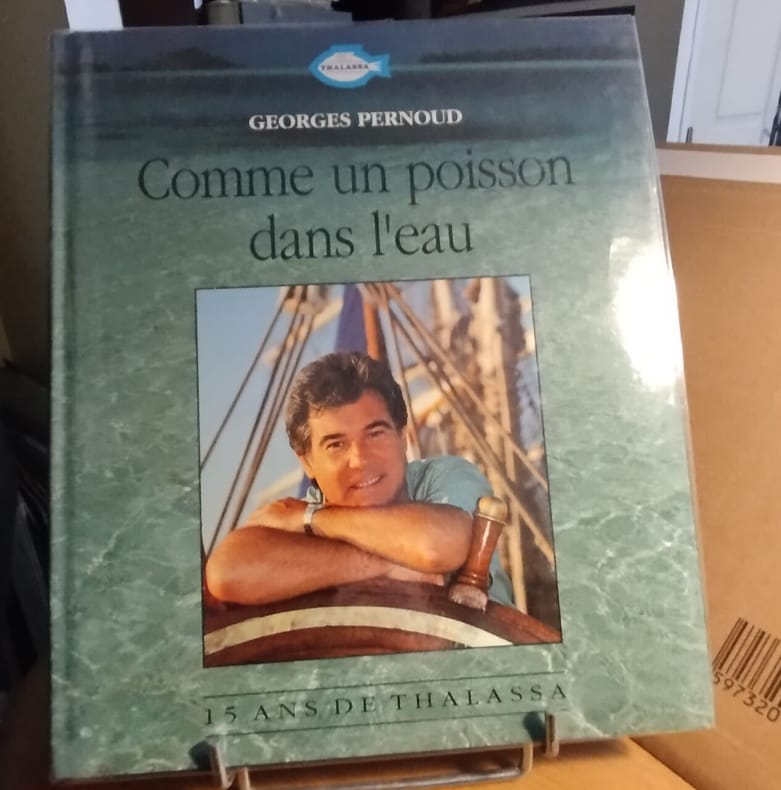 THALASSA
GEORGES PERNOUD
Comme un poisson
dans l'eau
15 ANS DE THALASSA
597320